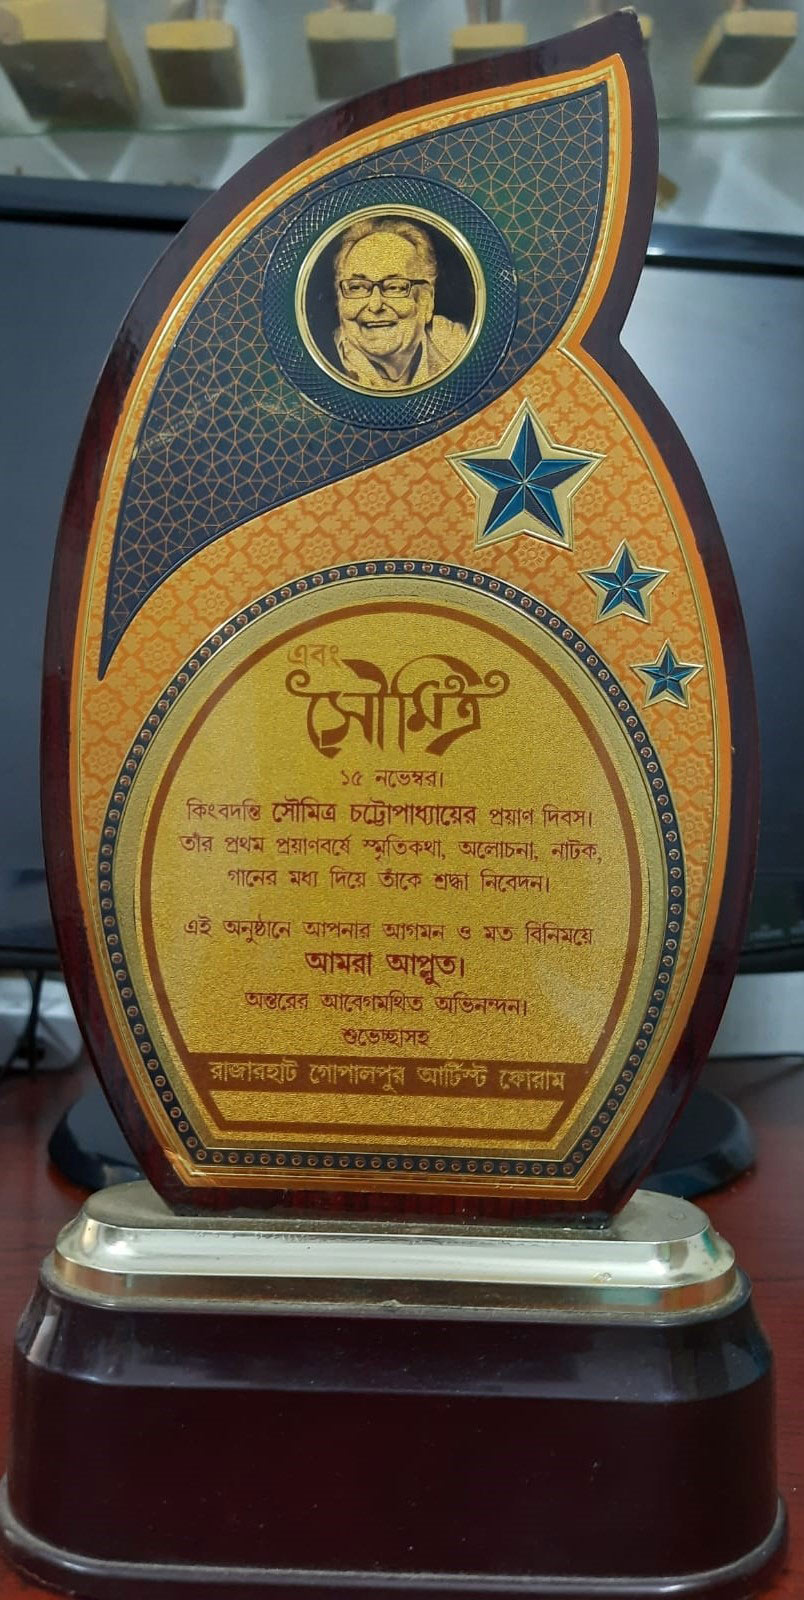 এবং
সৌমিত্র
১৫ নভেম্বর।
কিংবদন্তি সৌমিত্র চট্টোপাধ্যায়ের প্রয়াণ দিবস।
তাঁর প্রথম প্রয়াণবর্ষে স্মৃতিকথা, আলোচনা, নাটক,
গানের মধ্য দিয়ে তাঁকে শ্রদ্ধা নিবেদন।
এই অনুষ্ঠানে আপনার আগমন ও মত বিনিময়ে
আমরা আপ্লুত।
অন্তরের আবেগমথিত অভিনন্দন।
শুভেচ্ছাসহ
রাজারহাট গোপালপুর আর্টিস্ট ফোরাম